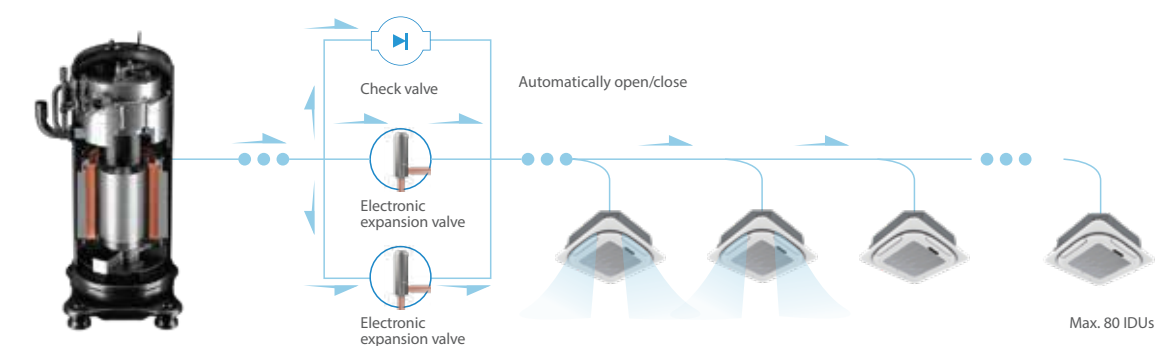 Check valve
Automatically open/close
Electronic
expansion valve
Electronic
expansion valve
Max. 80 IDUs